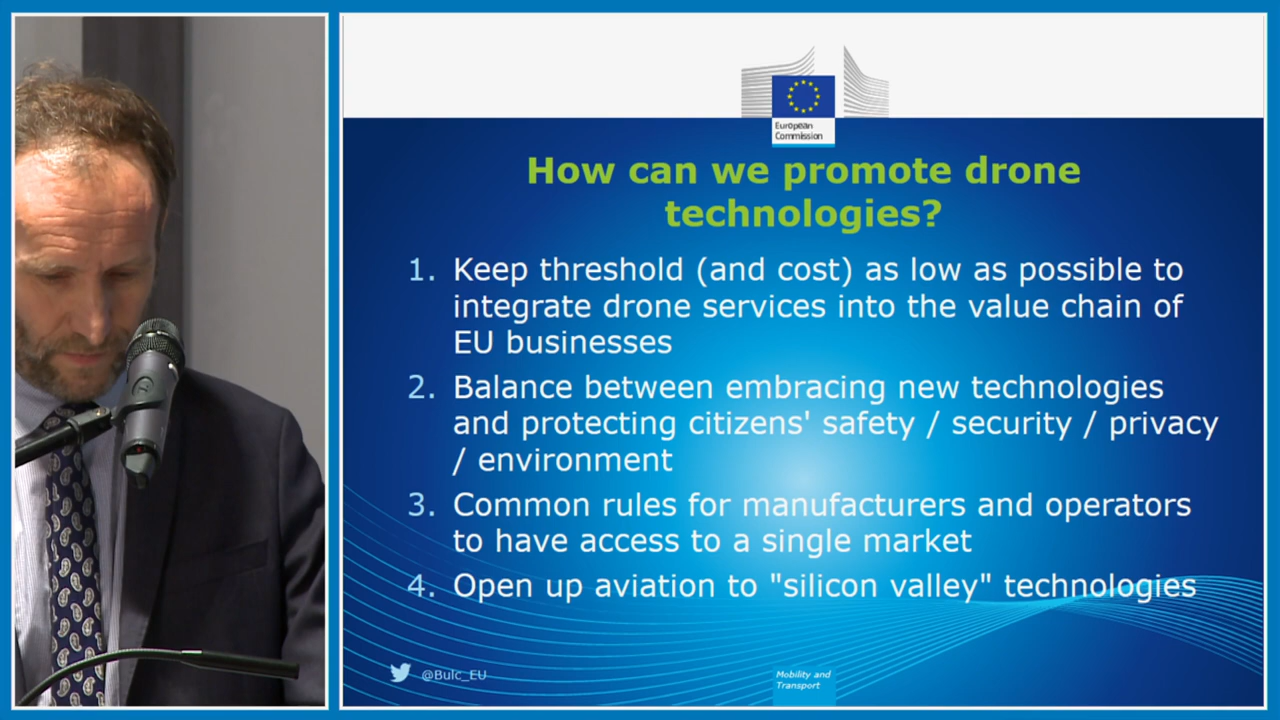 European
Commission
How can we promote drone
technologies?
1. Keep threshold (and cost) as low as possible to
integrate drone services into the value chain of
EU businesses
2. Balance between embracing new technologies
and protecting citizens' safety / security / privacy
/ environment
3. Common rules for manufacturers and operators
to have access to a single market
4. Open up aviation to "silicon valley" technologies
@Bulc_EU
Mobility and
Transport